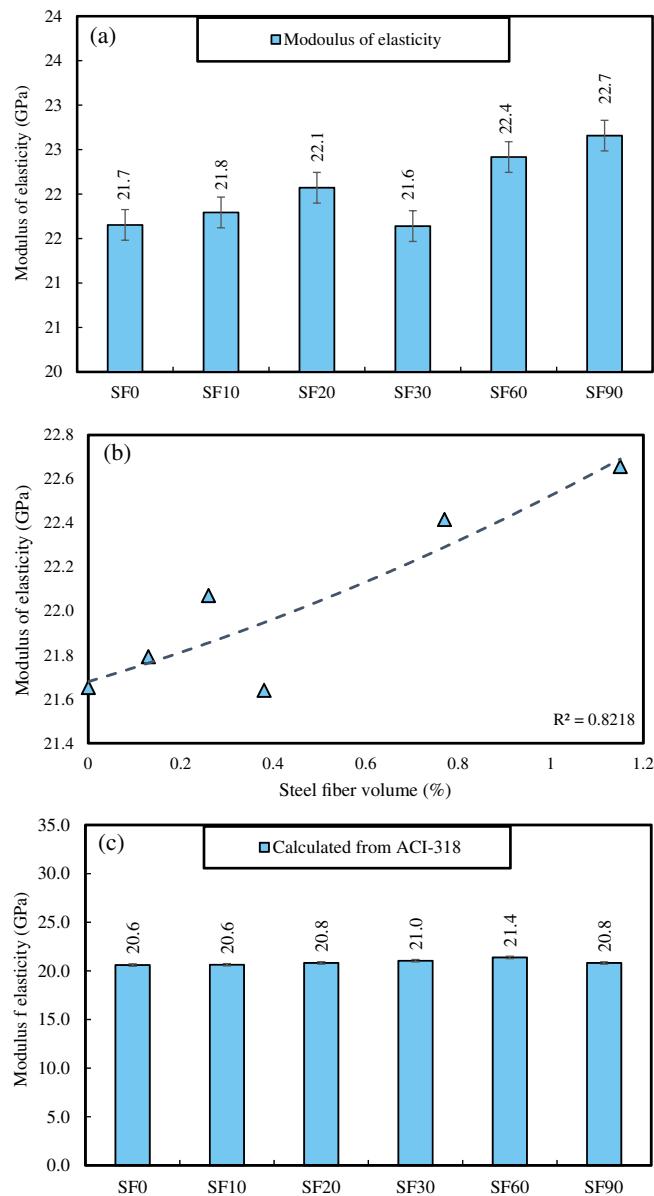 (a)
Modoulus of elasticity
Modulus of elasticity (GPa)
24
24
23
23
22
22
21
21
20
21.7
21.8
22.1
21.6
22.4
22.7
SF0 SF10 SF20 SF30 SF60 SF90
(b)
Modulus of elasticity (GPa)
22.8
22.6
22.4
22.2
22.0
21.8
21.6
21.4
R² = 0.8218
0 0.2 0.4 0.6 0.8 1 1.2
Steel fiber volume (%)
(c)
Calculated from ACI-318
Modulus f elasticity (GPa)
35.0
30.0
25.0
20.0
15.0
10.0
5.0
0.0
20.6
20.6
20.8
21.0
21.4
20.8
SF0 SF10 SF20 SF30 SF60 SF90